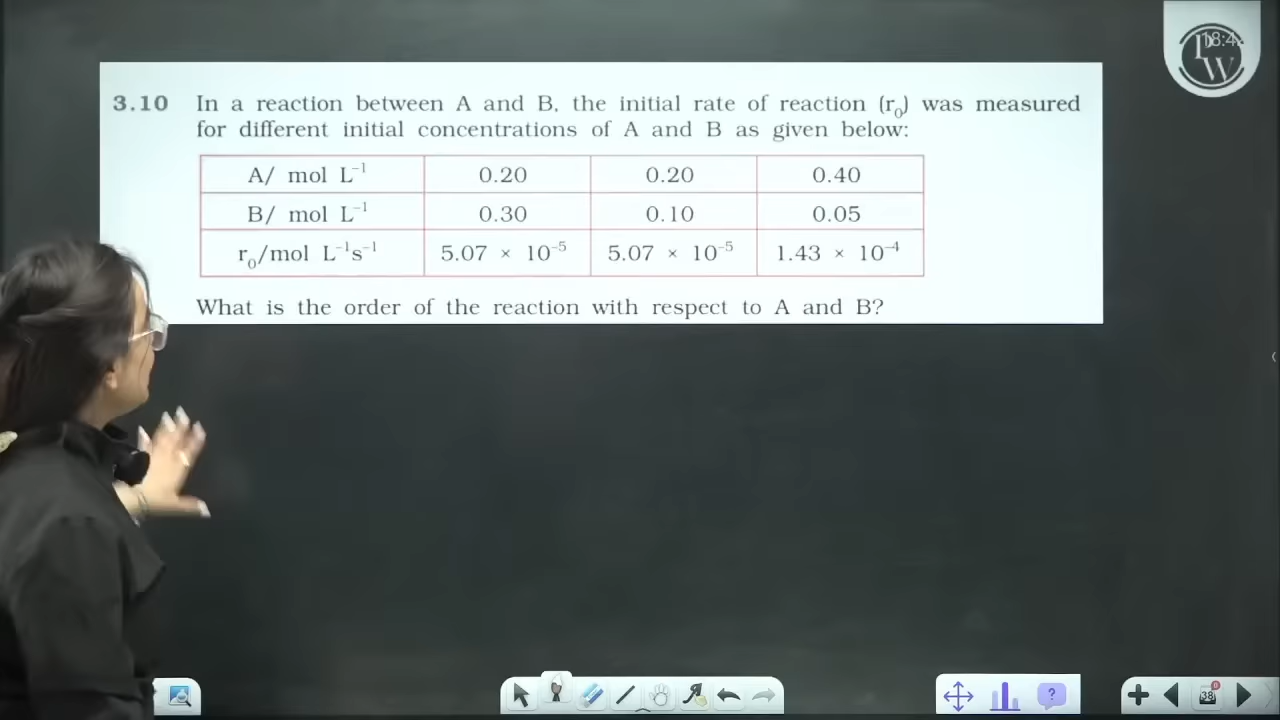 3.10 In a reaction between A and B, the initial rate of reaction (r₀) was measured
for different initial concentrations of A and B as given below:
A/ mol L⁻¹ 0.20 0.20 0.40
B/ mol L⁻¹ 0.30 0.10 0.05
r₀/mol L⁻¹s⁻¹ 5.07 × 10⁻⁵ 5.07 × 10⁻⁵ 1.43 × 10⁻⁴
What is the order of the reaction with respect to A and B?
38